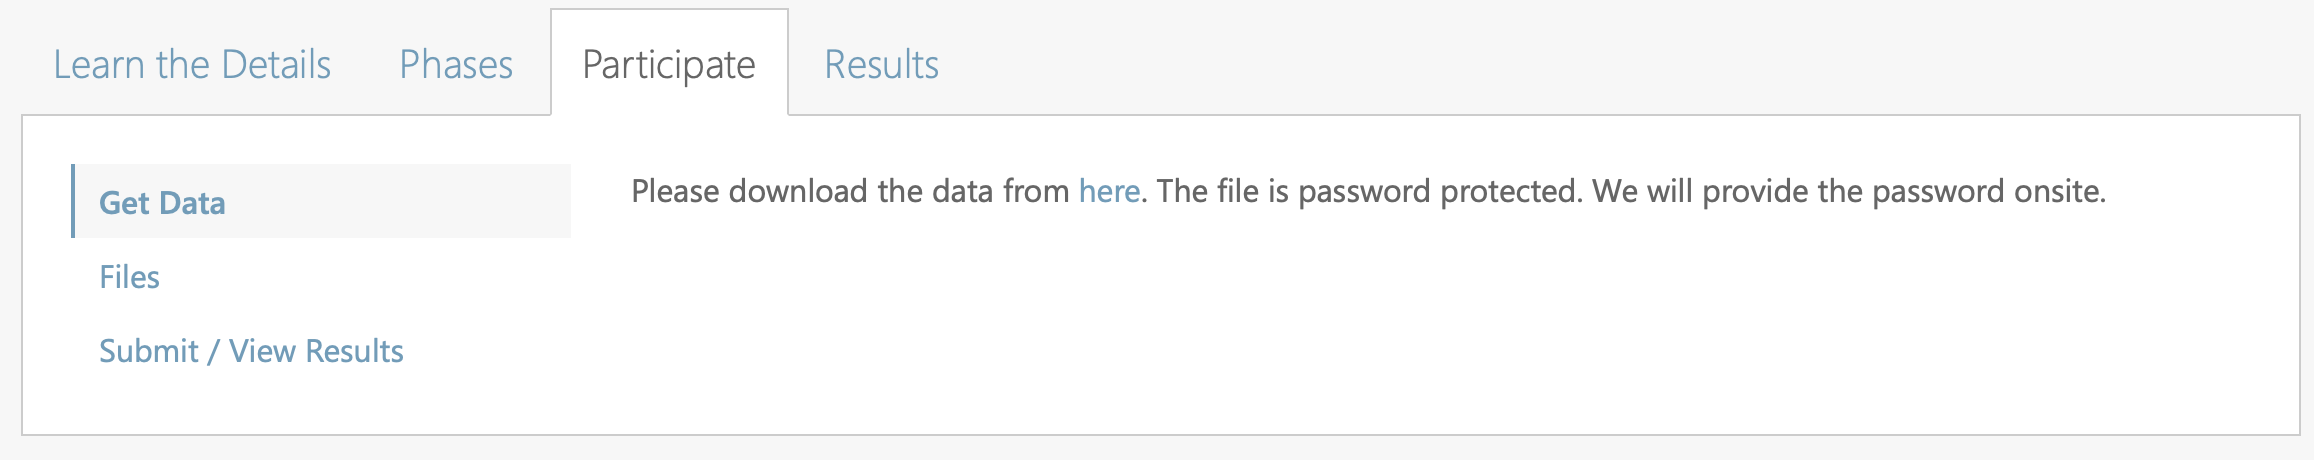 Learn the Details Phases Participate Results
Get Data
Please download the data from here. The file is password protected. We will provide the password onsite.
Files
Submit / View Results